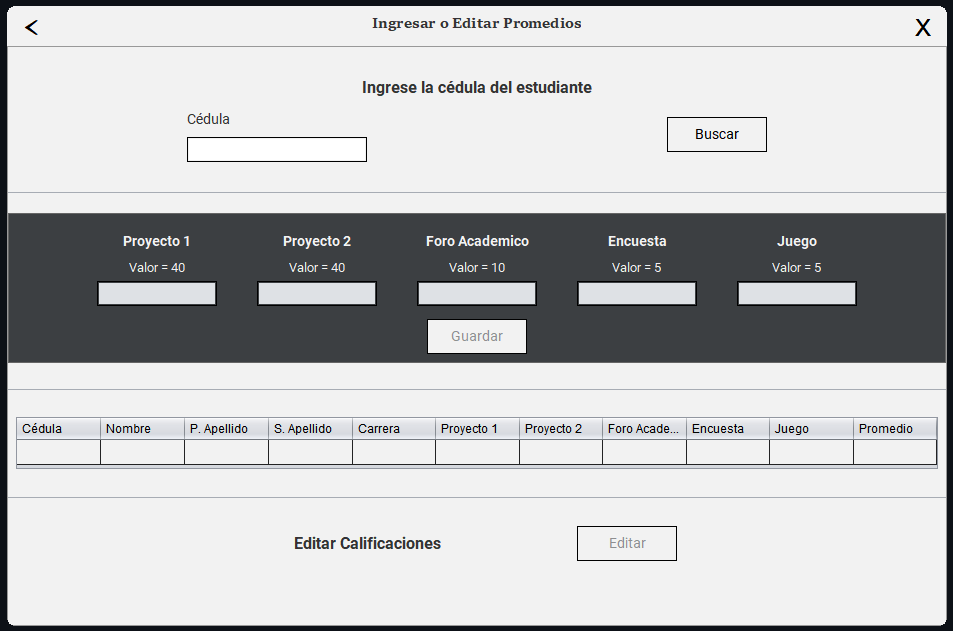 < Ingresar o Editar Promedios X
Ingrese la cédula del estudiante
Cédula
Buscar
Proyecto 1 Proyecto 2 Foro Academico Encuesta Juego
Valor = 40 Valor = 40 Valor = 10 Valor = 5 Valor = 5
Guardar
Cédula Nombre P. Apellido S. Apellido Carrera Proyecto 1 Proyecto 2 Foro Acade... Encuesta Juego Promedio
Editar Calificaciones Editar